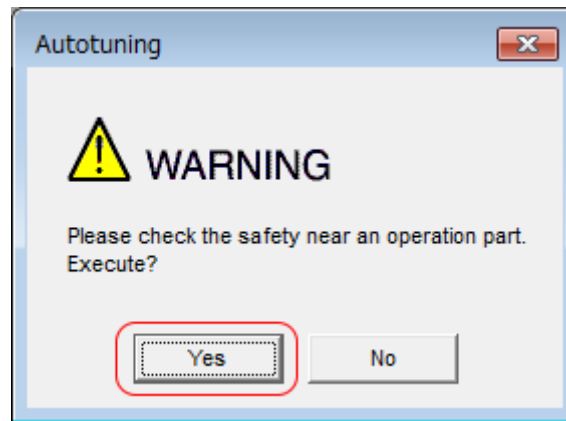 Autotuning
WARNING
Please check the safety near an operation part.
Execute?
Yes
No